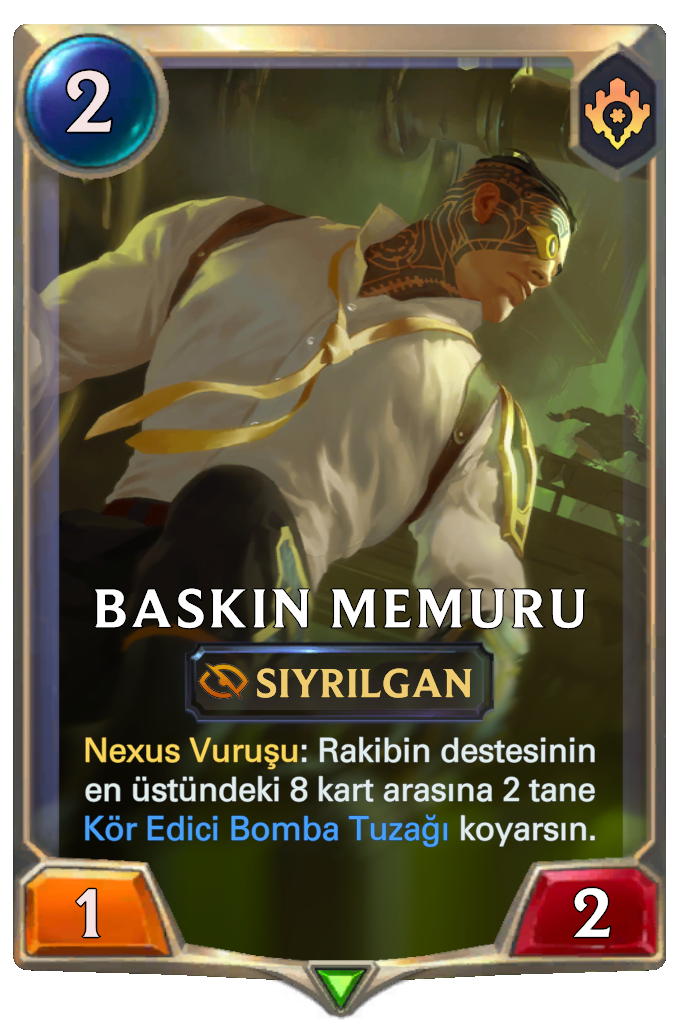 2
BASKIN MEMURU
SIYRILGAN
Nexus Vuruşu: Rakibin destesinin
en üstündeki 8 kart arasına 2 tane
Kör Edici Bomba Tuzağı koyarsın.
1
2